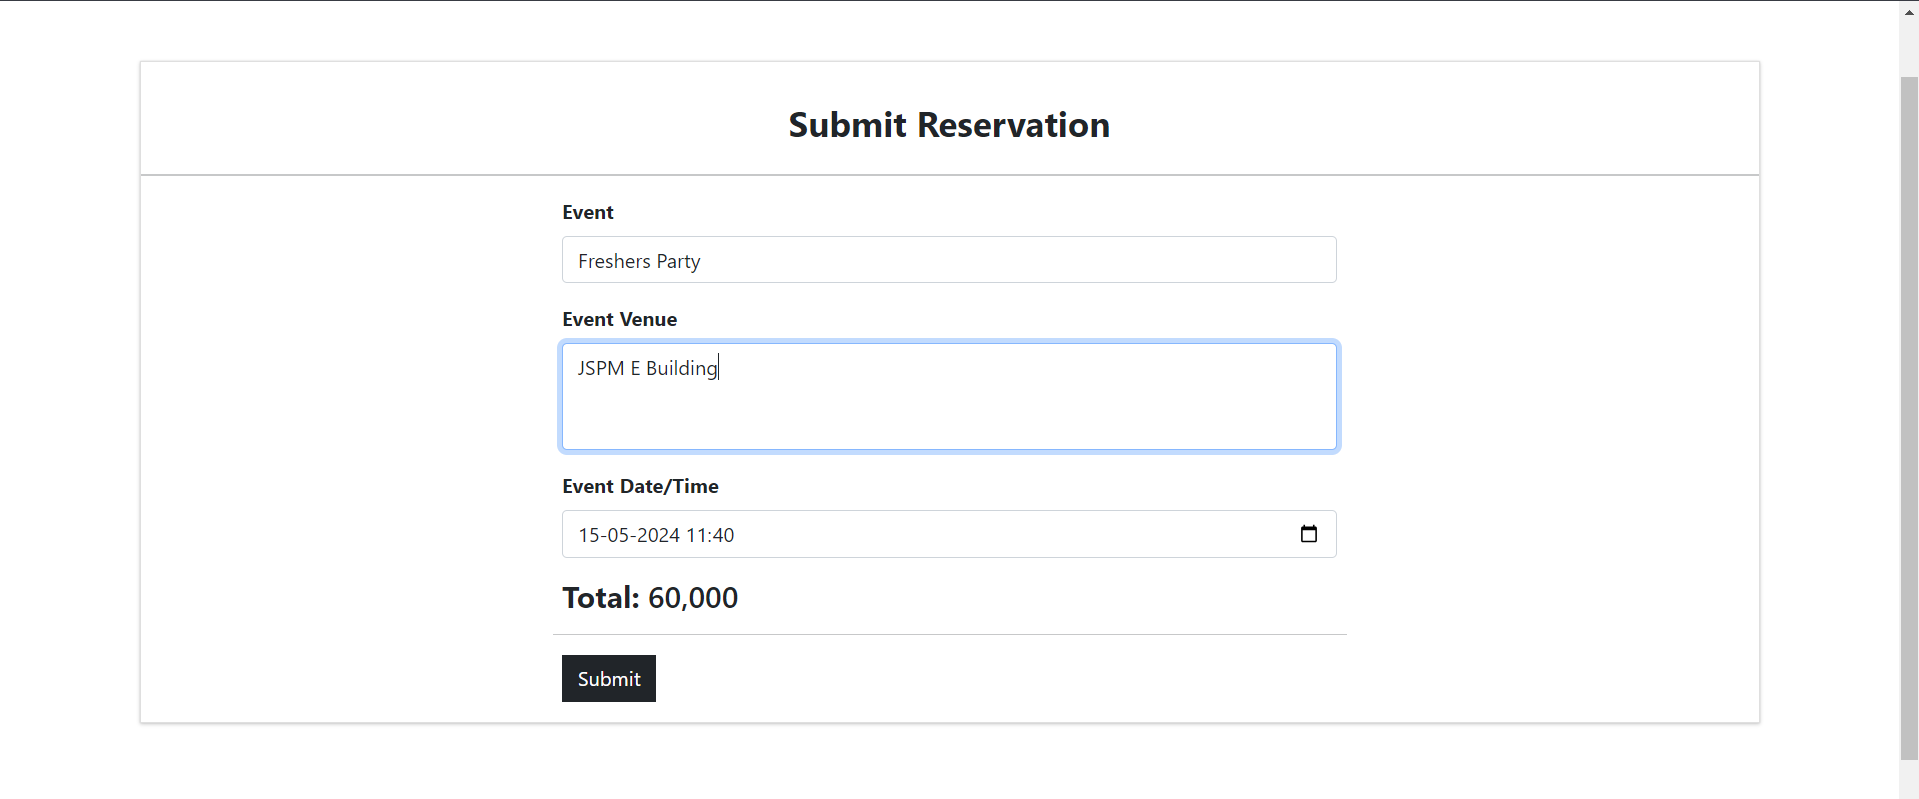 Submit Reservation
Event
Freshers Party
Event Venue
JSPM E Building
Event Date/Time
15-05-2024 11:40
Total: 60,000
Submit